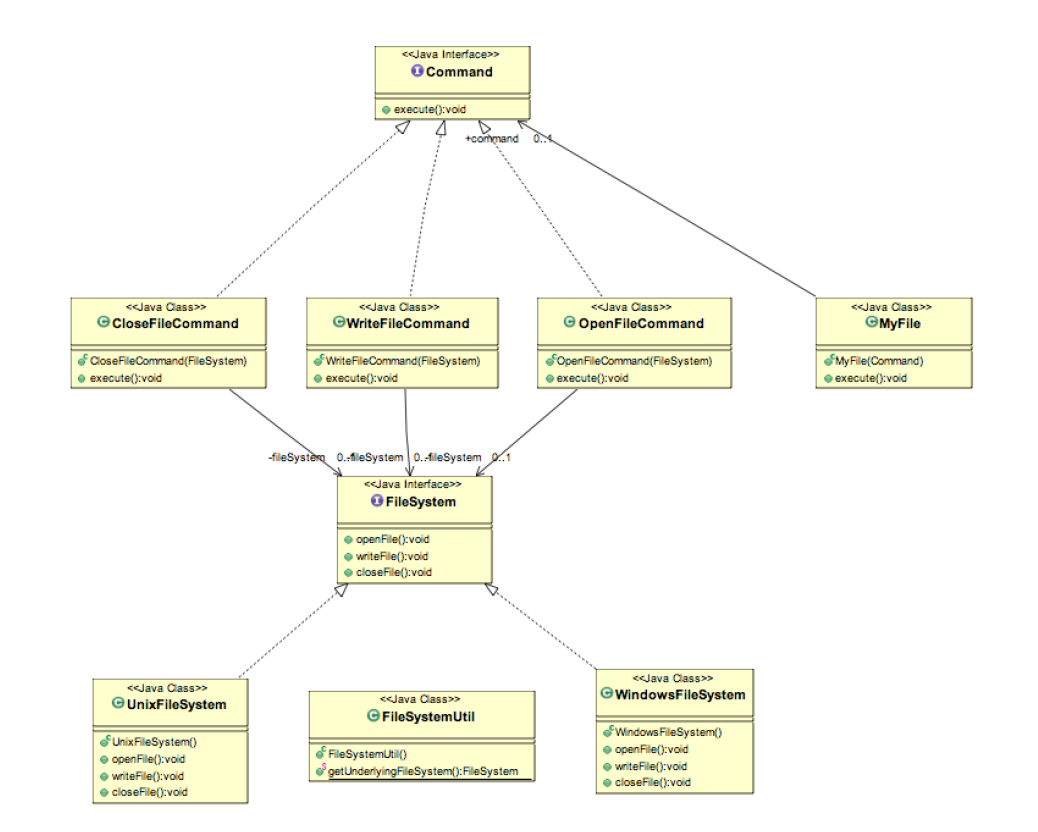 <<Java Interface>>
Command
execute():void
+command 0..1
<<Java Class>>
CloseFileCommand
CloseFileCommand(FileSystem)
execute():void
<<Java Class>>
WriteFileCommand
WriteFileCommand(FileSystem)
execute():void
<<Java Class>>
OpenFileCommand
OpenFileCommand(FileSystem)
execute():void
<<Java Class>>
MyFile
MyFile(Command)
execute():void
-fileSystem
-fileSystem
-fileSystem 0..1
<<Java Interface>>
FileSystem
openFile():void
writeFile():void
closeFile():void
<<Java Class>>
UnixFileSystem
UnixFileSystem()
openFile():void
writeFile():void
closeFile():void
<<Java Class>>
FileSystemUtil
FileSystemUtil()
getUnderlyingFileSystem():FileSystem
<<Java Class>>
WindowsFileSystem
WindowsFileSystem()
openFile():void
writeFile():void
closeFile():void